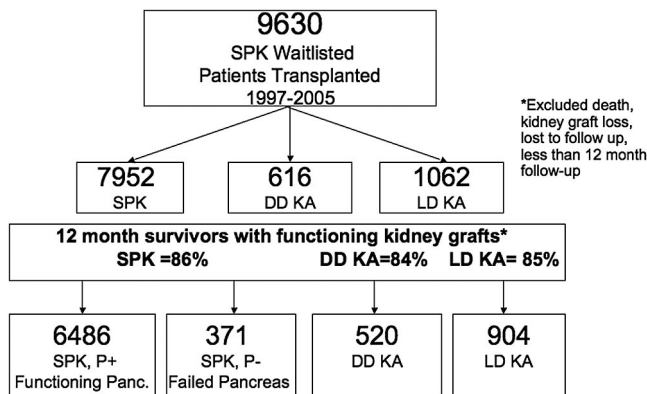 9630
SPK Waitlisted
Patients Transplanted
1997-2005
*Excluded death,
kidney graft loss,
lost to follow up,
less than 12 month
follow-up
7952
SPK
616
DD KA
1062
LD KA
12 month survivors with functioning kidney grafts*
SPK =86% DD KA=84% LD KA= 85%
6486
SPK, P+
Functioning Panc.
371
SPK, P-
Failed Pancreas
520
DD KA
904
LD KA